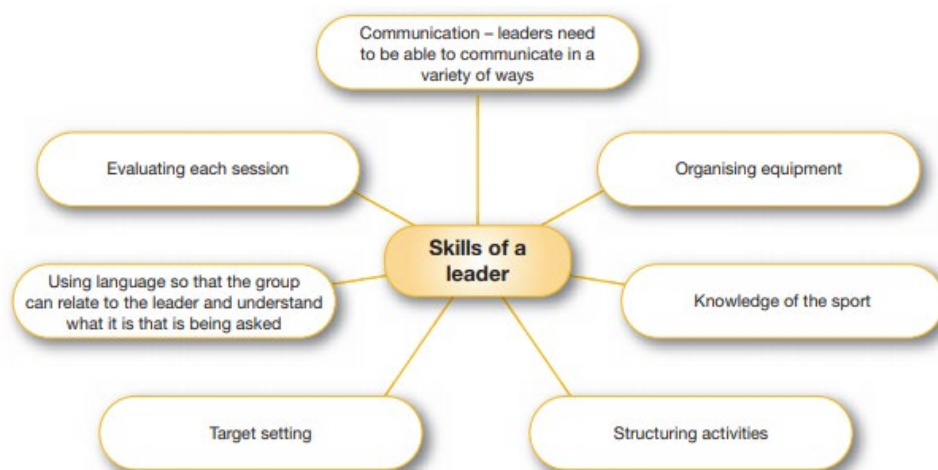 Communication – leaders need
to be able to communicate in a
variety of ways
Evaluating each session
Organising equipment
Skills of a
leader
Using language so that the group
can relate to the leader and understand
what it is that is being asked
Knowledge of the sport
Target setting
Structuring activities